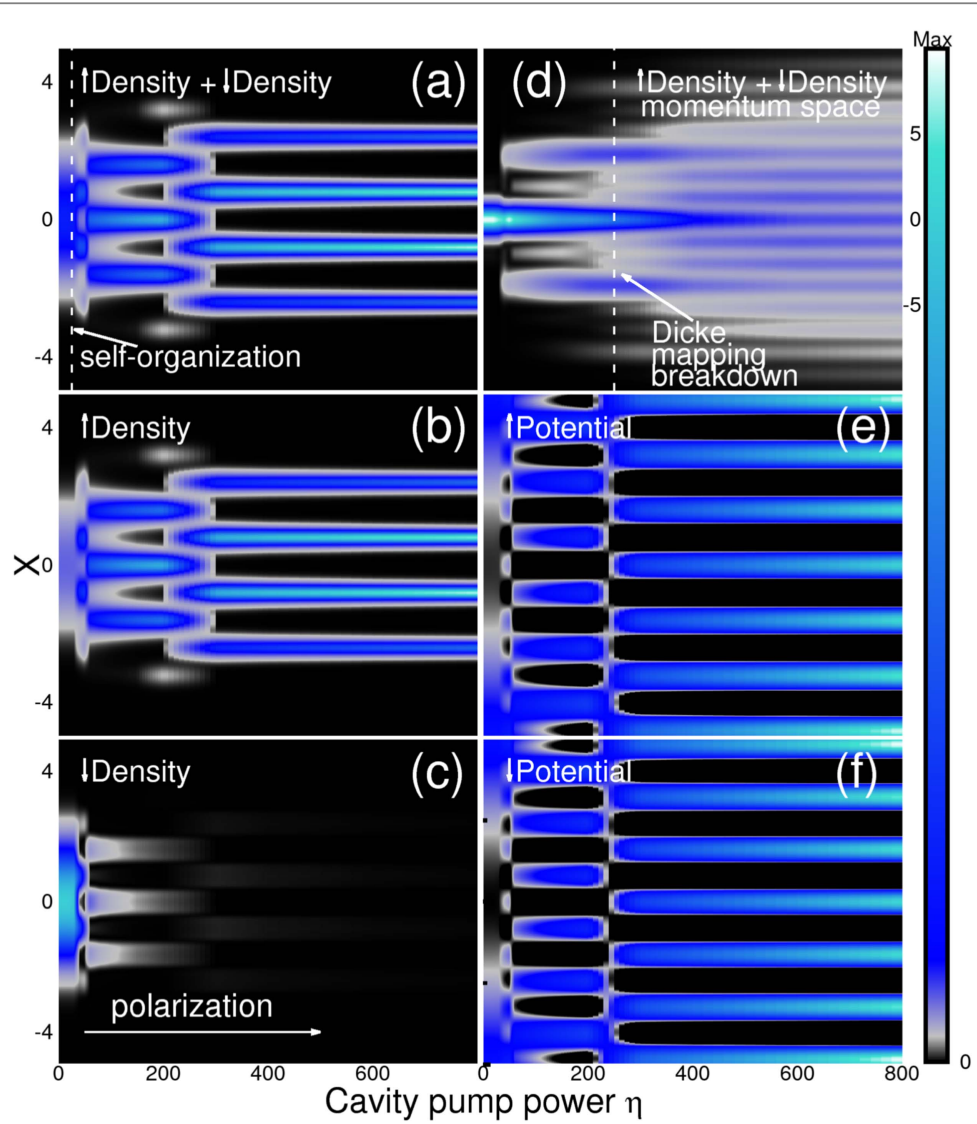 Max
↑Density + ↓Density (a)
4
0
-4
self-organization
(d) ↑Density + ↓Density
momentum space
5
0
-5
Dicke
mapping
breakdown
↑Density (b)
4
X 0
-4
↑Potential (e)
↓Density (c)
4
0
-4
polarization
↓Potential (f)
0
0 200 400 600 0 200 400 600 800
Cavity pump power η